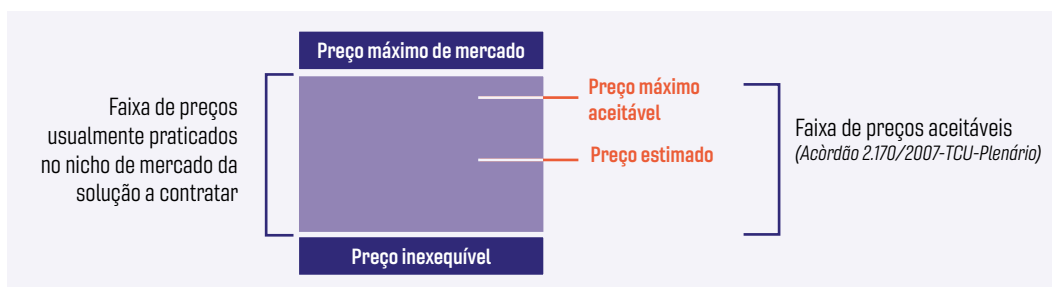 Preço máximo de mercado
Faixa de preços
usualmente praticados
no nicho de mercado da
solução a contratar
Preço máximo
aceitável
Preço estimado
Faixa de preços aceitáveis
(Acòrdão 2.170/2007-TCU-Plenário)
Preço inexequível